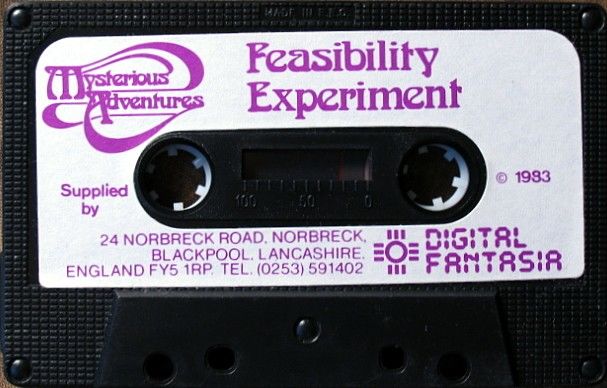 MADE IN E.E.C.
Mysterious
Adventures
Feasibility
Experiment
© 1983
Supplied
by
100 50 0
24 NORBRECK ROAD, NORBRECK,
BLACKPOOL, LANCASHIRE.
ENGLAND FY5 1RP. TEL. (0253) 591402
DIGITAL
FANTASIA